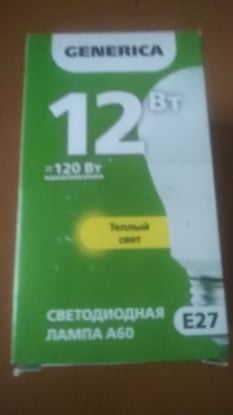 GENERICA
12 Вт
≈120 Вт
Теплый
свет
СВЕТОДИОДНАЯ
ЛАМПА А60
E27